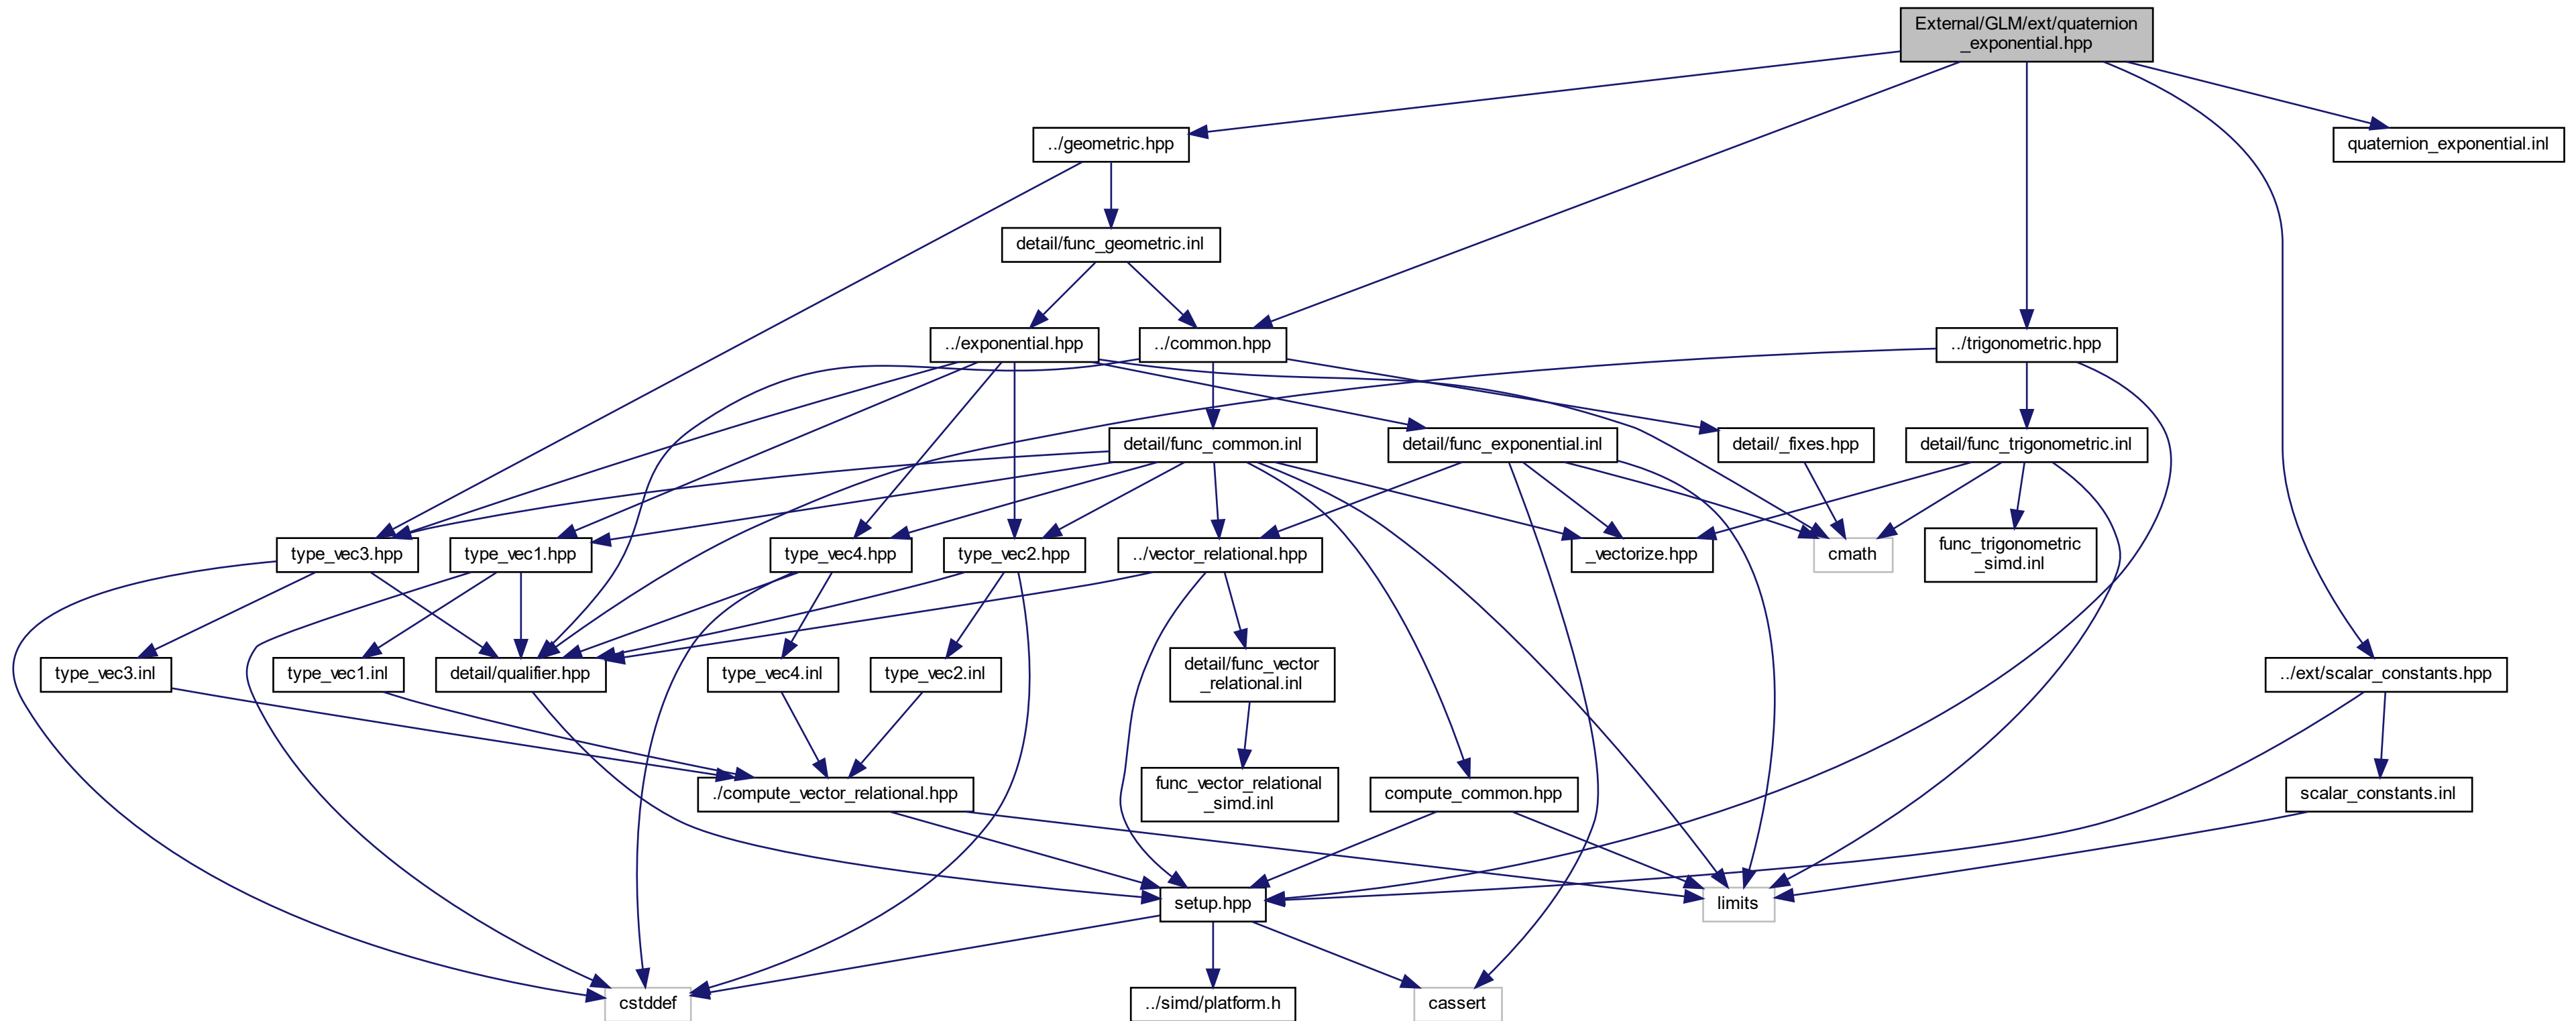 External/GLM/ext/quaternion
_exponential.hpp
../geometric.hpp
quaternion_exponential.inl
detail/func_geometric.inl
../exponential.hpp
../common.hpp
../trigonometric.hpp
detail/func_common.inl
detail/func_exponential.inl
detail/_fixes.hpp
detail/func_trigonometric.inl
type_vec3.hpp
type_vec1.hpp
type_vec4.hpp
type_vec2.hpp
../vector_relational.hpp
_vectorize.hpp
cmath
func_trigonometric
_simd.inl
type_vec3.inl
type_vec1.inl
detail/qualifier.hpp
type_vec4.inl
type_vec2.inl
detail/func_vector
_relational.inl
../ext/scalar_constants.hpp
./compute_vector_relational.hpp
func_vector_relational
_simd.inl
compute_common.hpp
scalar_constants.inl
setup.hpp
limits
cstddef
../simd/platform.h
cassert